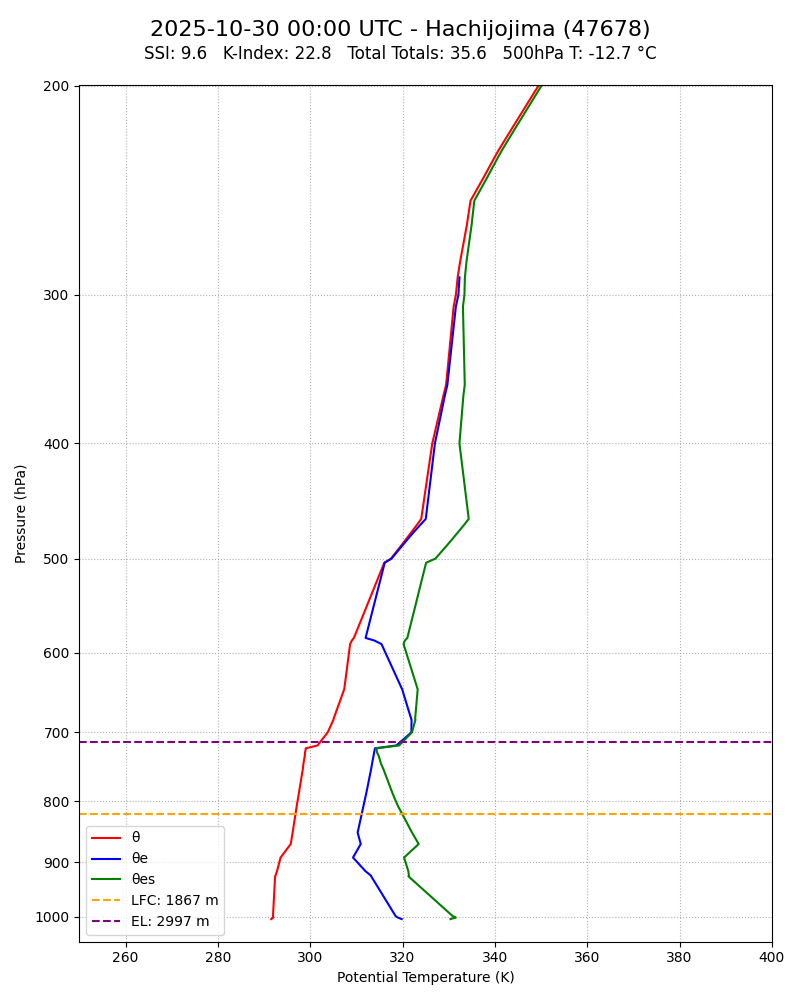 2025-10-30 00:00 UTC - Hachijojima (47678)
SSI: 9.6   K-Index: 22.8   Total Totals: 35.6   500hPa T: -12.7 °C
200
300
400
500
600
700
800
900
1000
Pressure (hPa)
θ
θe
θes
LFC: 1867 m
EL: 2997 m
260 280 300 320 340 360 380 400
Potential Temperature (K)